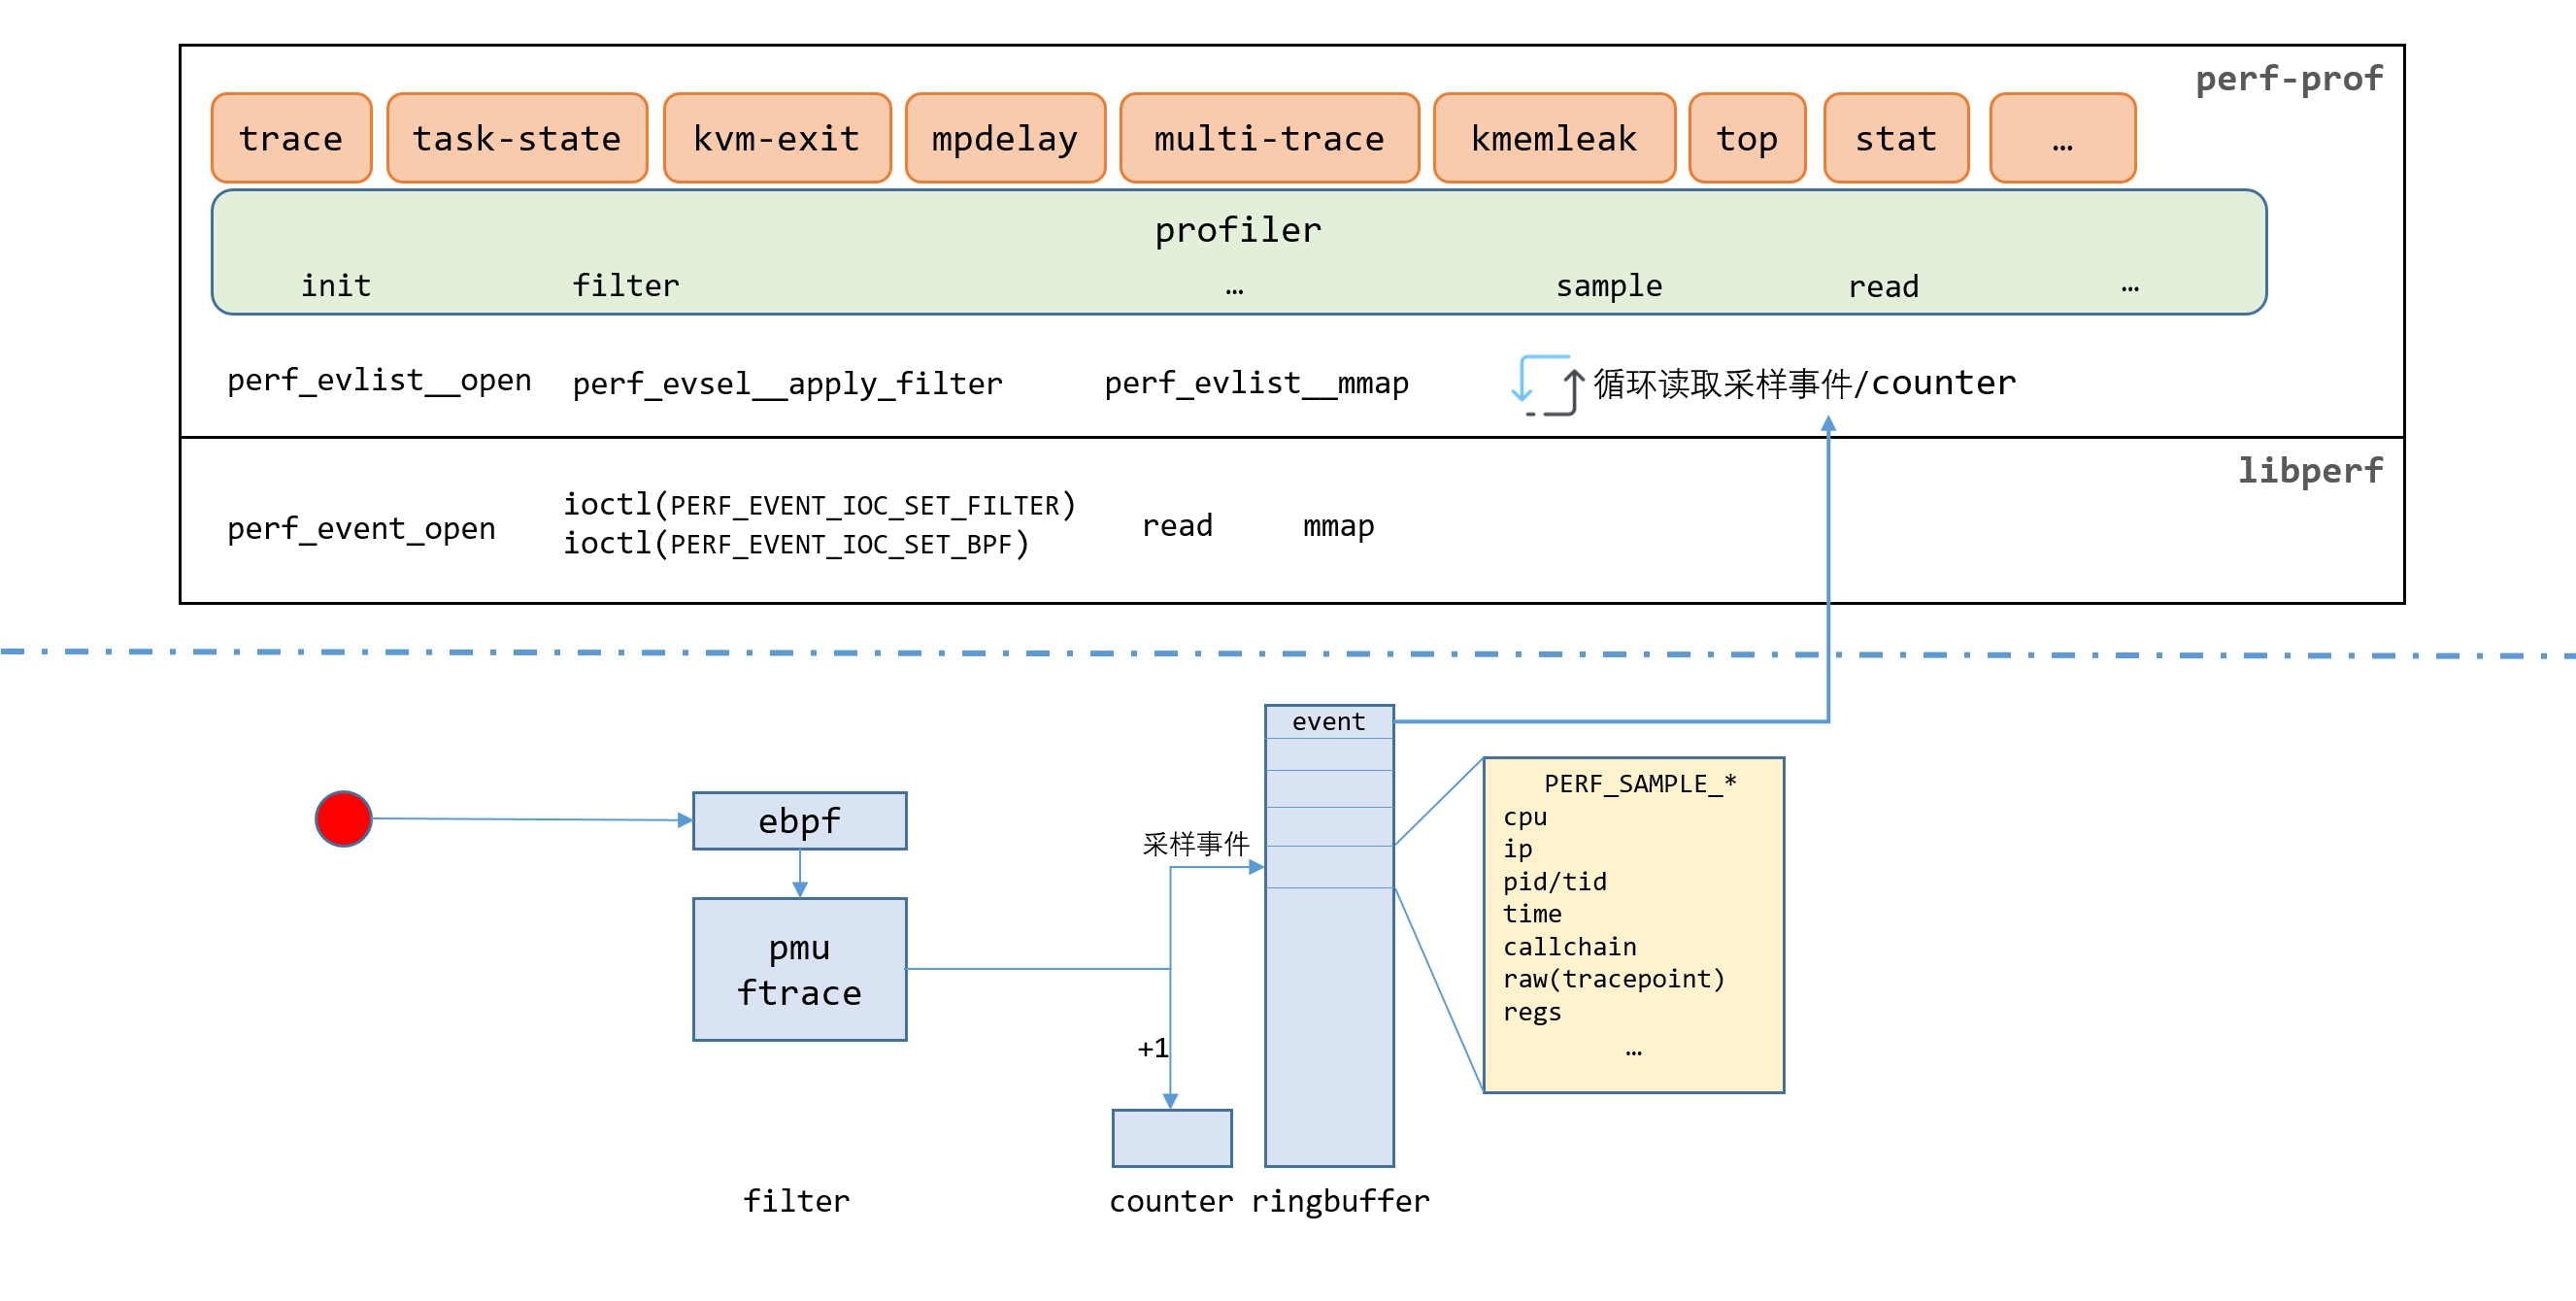 perf-prof
trace
task-state
kvm-exit
mpdelay
multi-trace
kmemleak
top
stat
…
profiler
init
filter
…
sample
read
…
perf_evlist__open
perf_evsel__apply_filter
perf_evlist__mmap
循环读取采样事件/counter
libperf
perf_event_open
ioctl(PERF_EVENT_IOC_SET_FILTER)
ioctl(PERF_EVENT_IOC_SET_BPF)
read
mmap
event
ebpf
pmu
ftrace
采样事件
+1
PERF_SAMPLE_*
cpu
ip
pid/tid
time
callchain
raw(tracepoint)
regs
…
filter
counter
ringbuffer